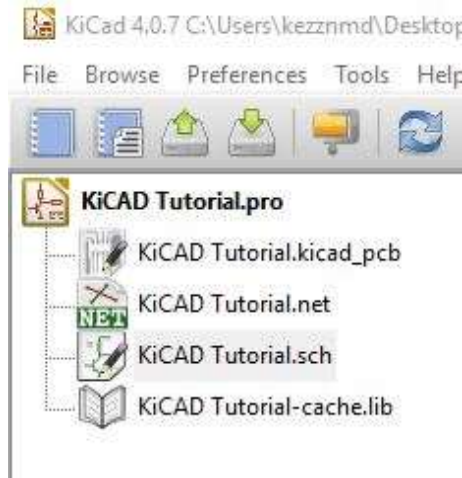 KiCad 4.0.7 C:\Users\kezznmd\Desktop
File Browse Preferences Tools Help
KiCAD Tutorial.pro
KiCAD Tutorial.kicad_pcb
NET KiCAD Tutorial.net
KiCAD Tutorial.sch
KiCAD Tutorial-cache.lib